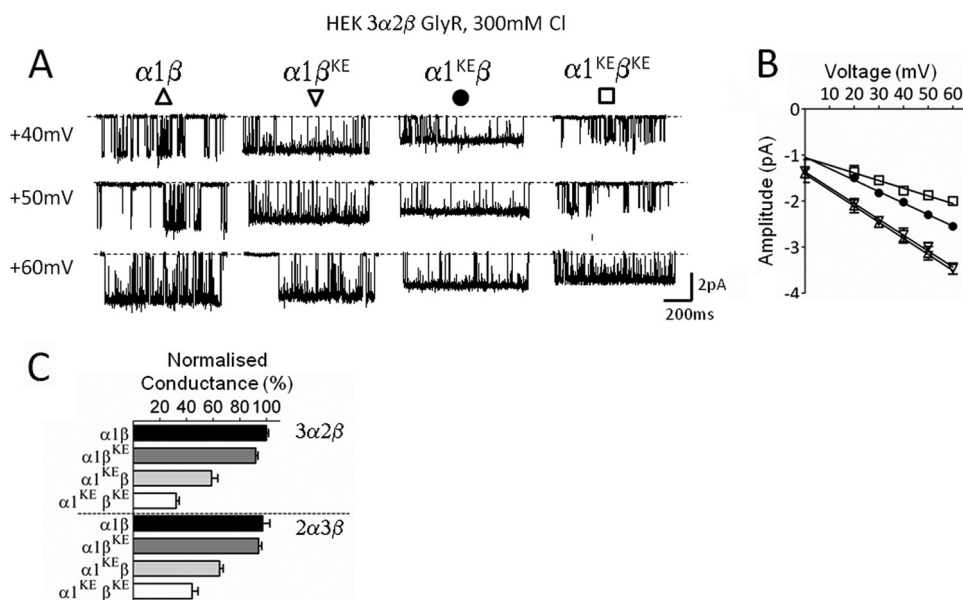 HEK 3α2β GlyR, 300mM Cl
A
α1β
α1β^KE
α1^KEβ
α1^KEβ^KE
+40mV
+50mV
+60mV
2pA
200ms
B
Voltage (mV)
10 20 30 40 50 60
0
-1
-2
-3
-4
Amplitude (pA)
C
Normalised
Conductance (%)
20 40 60 80 100
α1β
α1β^KE
α1^KEβ
α1^KE β^KE
3α2β
α1β
α1β^KE
α1^KEβ
α1^KE β^KE
2α3β